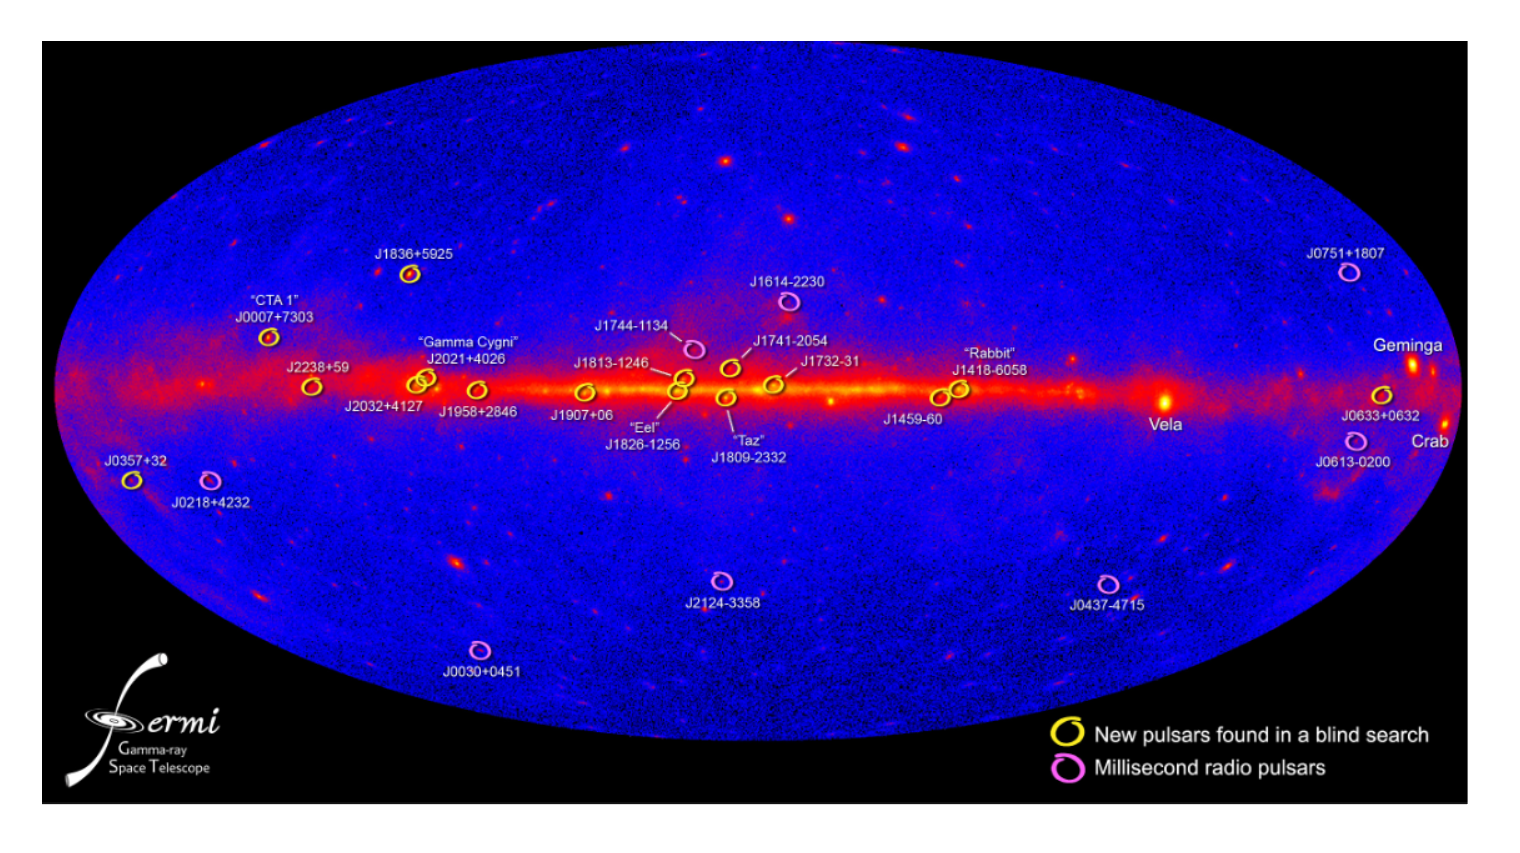 J1836+5925
J0751+1807
J1614-2230
"CTA 1"
J0007+7303
J1744-1134
"Gamma Cygni"
J2021+4026
J1741-2054
Geminga
J2238+59
J1813-1246
J1732-31
"Rabbit"
J1418-6058
J2032+4127
J1958+2846
J1907+06
J1459-60
Vela
J0633+0632
"Eel"
J1826-1256
"Taz"
J1809-2332
Crab
J0357+32
J0613-0200
J0218+4232
J2124-3358
J0437-4715
J0030+0451
Fermi
Gamma-ray
Space Telescope
New pulsars found in a blind search
Millisecond radio pulsars